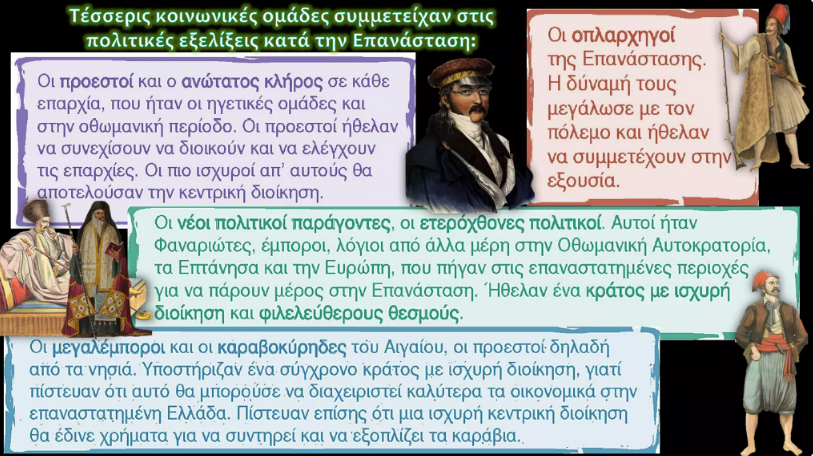 Τέσσερις κοινωνικές ομάδες συμμετείχαν στις
πολιτικές εξελίξεις κατά την Επανάσταση:
Οι προεστοί και ο ανώτατος κλήρος σε κάθε
επαρχία, που ήταν οι ηγετικές ομάδες και
στην οθωμανική περίοδο. Οι προεστοί ήθελαν
να συνεχίσουν να διοικούν και να ελέγχουν
τις επαρχίες. Οι πιο ισχυροί απ' αυτούς θα
αποτελούσαν την κεντρική διοίκηση.
Οι οπλαρχηγοί
της Επανάστασης.
Η δύναμή τους
μεγάλωσε με τον
πόλεμο και ήθελαν
να συμμετέχουν στην
εξουσία.
Οι νέοι πολιτικοί παράγοντες, οι ετερόχθονες πολιτικοί. Αυτοί ήταν
Φαναριώτες, έμποροι, λόγιοι από άλλα μέρη στην Οθωμανική Αυτοκρατορία,
τα Επτάνησα και την Ευρώπη, που πήγαν στις επαναστατημένες περιοχές
για να πάρουν μέρος στην Επανάσταση. Ήθελαν ένα κράτος με ισχυρή
διοίκηση και φιλελεύθερους θεσμούς.
Οι μεγαλέμποροι και οι καραβοκύρηδες του Αιγαίου, οι προεστοί δηλαδή
από τα νησιά. Υποστήριζαν ένα σύγχρονο κράτος με ισχυρή διοίκηση, γιατί
πίστευαν ότι αυτό θα μπορούσε να διαχειριστεί καλύτερα τα οικονομικά στην
επαναστατημένη Ελλάδα. Πίστευαν επίσης ότι μια ισχυρή κεντρική διοίκηση
θα έδινε χρήματα για να συντηρεί και να εξοπλίζει τα καράβια.